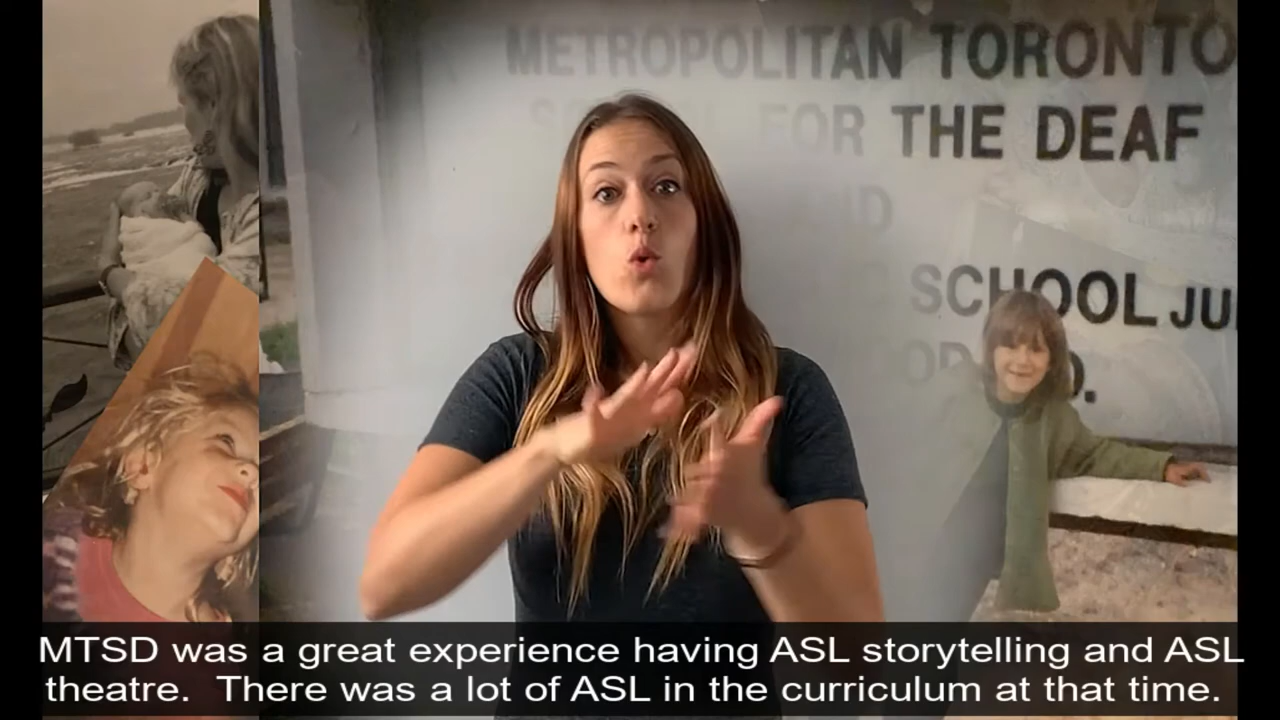 METROPOLITAN TORONTO
SCHOOL FOR THE DEAF
SCHOOL JU
MTSD was a great experience having ASL storytelling and ASL
theatre. There was a lot of ASL in the curriculum at that time.